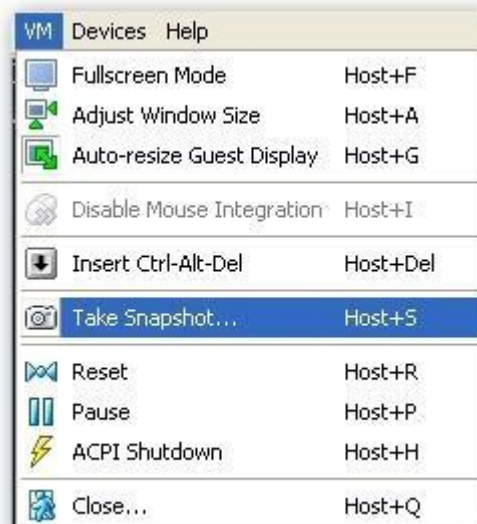 VM Devices Help
Fullscreen Mode Host+F
Adjust Window Size Host+A
Auto-resize Guest Display Host+G
Disable Mouse Integration Host+I
Insert Ctrl-Alt-Del Host+Del
Take Snapshot... Host+S
Reset Host+R
Pause Host+P
ACPI Shutdown Host+H
Close... Host+Q